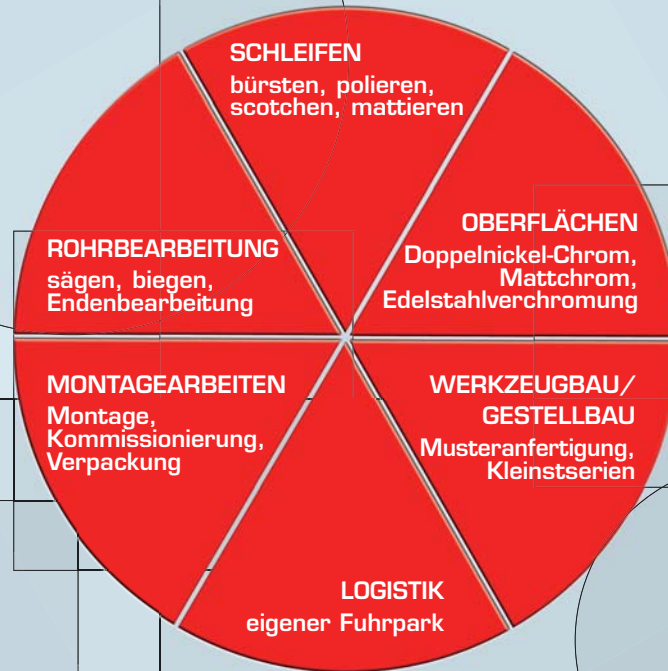 SCHLEIFEN
bürsten, polieren,
scotchen, mattieren
OBERFLÄCHEN
Doppelnickel-Chrom,
Mattchrom,
Edelstahlverchromung
ROHRBEARBEITUNG
sägen, biegen,
Endenbearbeitung
MONTAGEARBEITEN
Montage,
Kommissionierung,
Verpackung
WERKZEUGBAU/
GESTELLBAU
Musteranfertigung,
Kleinstserien
LOGISTIK
eigener Fuhrpark